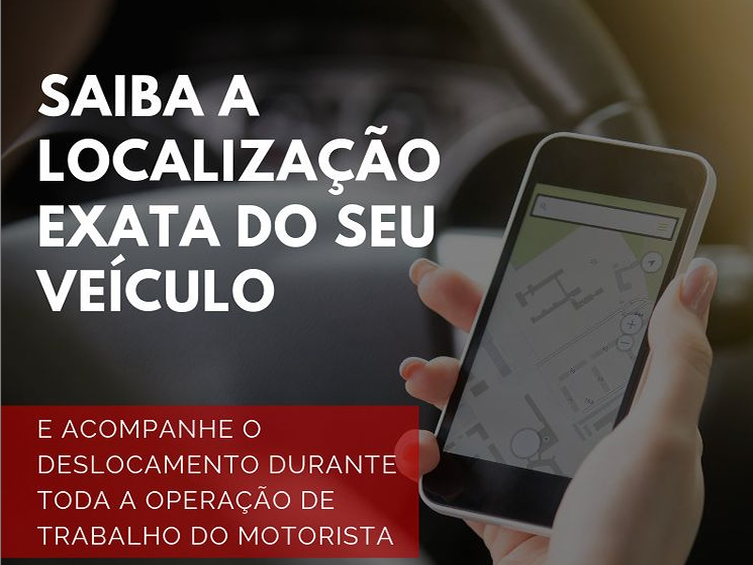 SAIBA A
LOCALIZAÇÃO
EXATA DO SEU
VEÍCULO
E ACOMPANHE O
DESLOCAMENTO DURANTE
TODA A OPERAÇÃO DE
TRABALHO DO MOTORISTA